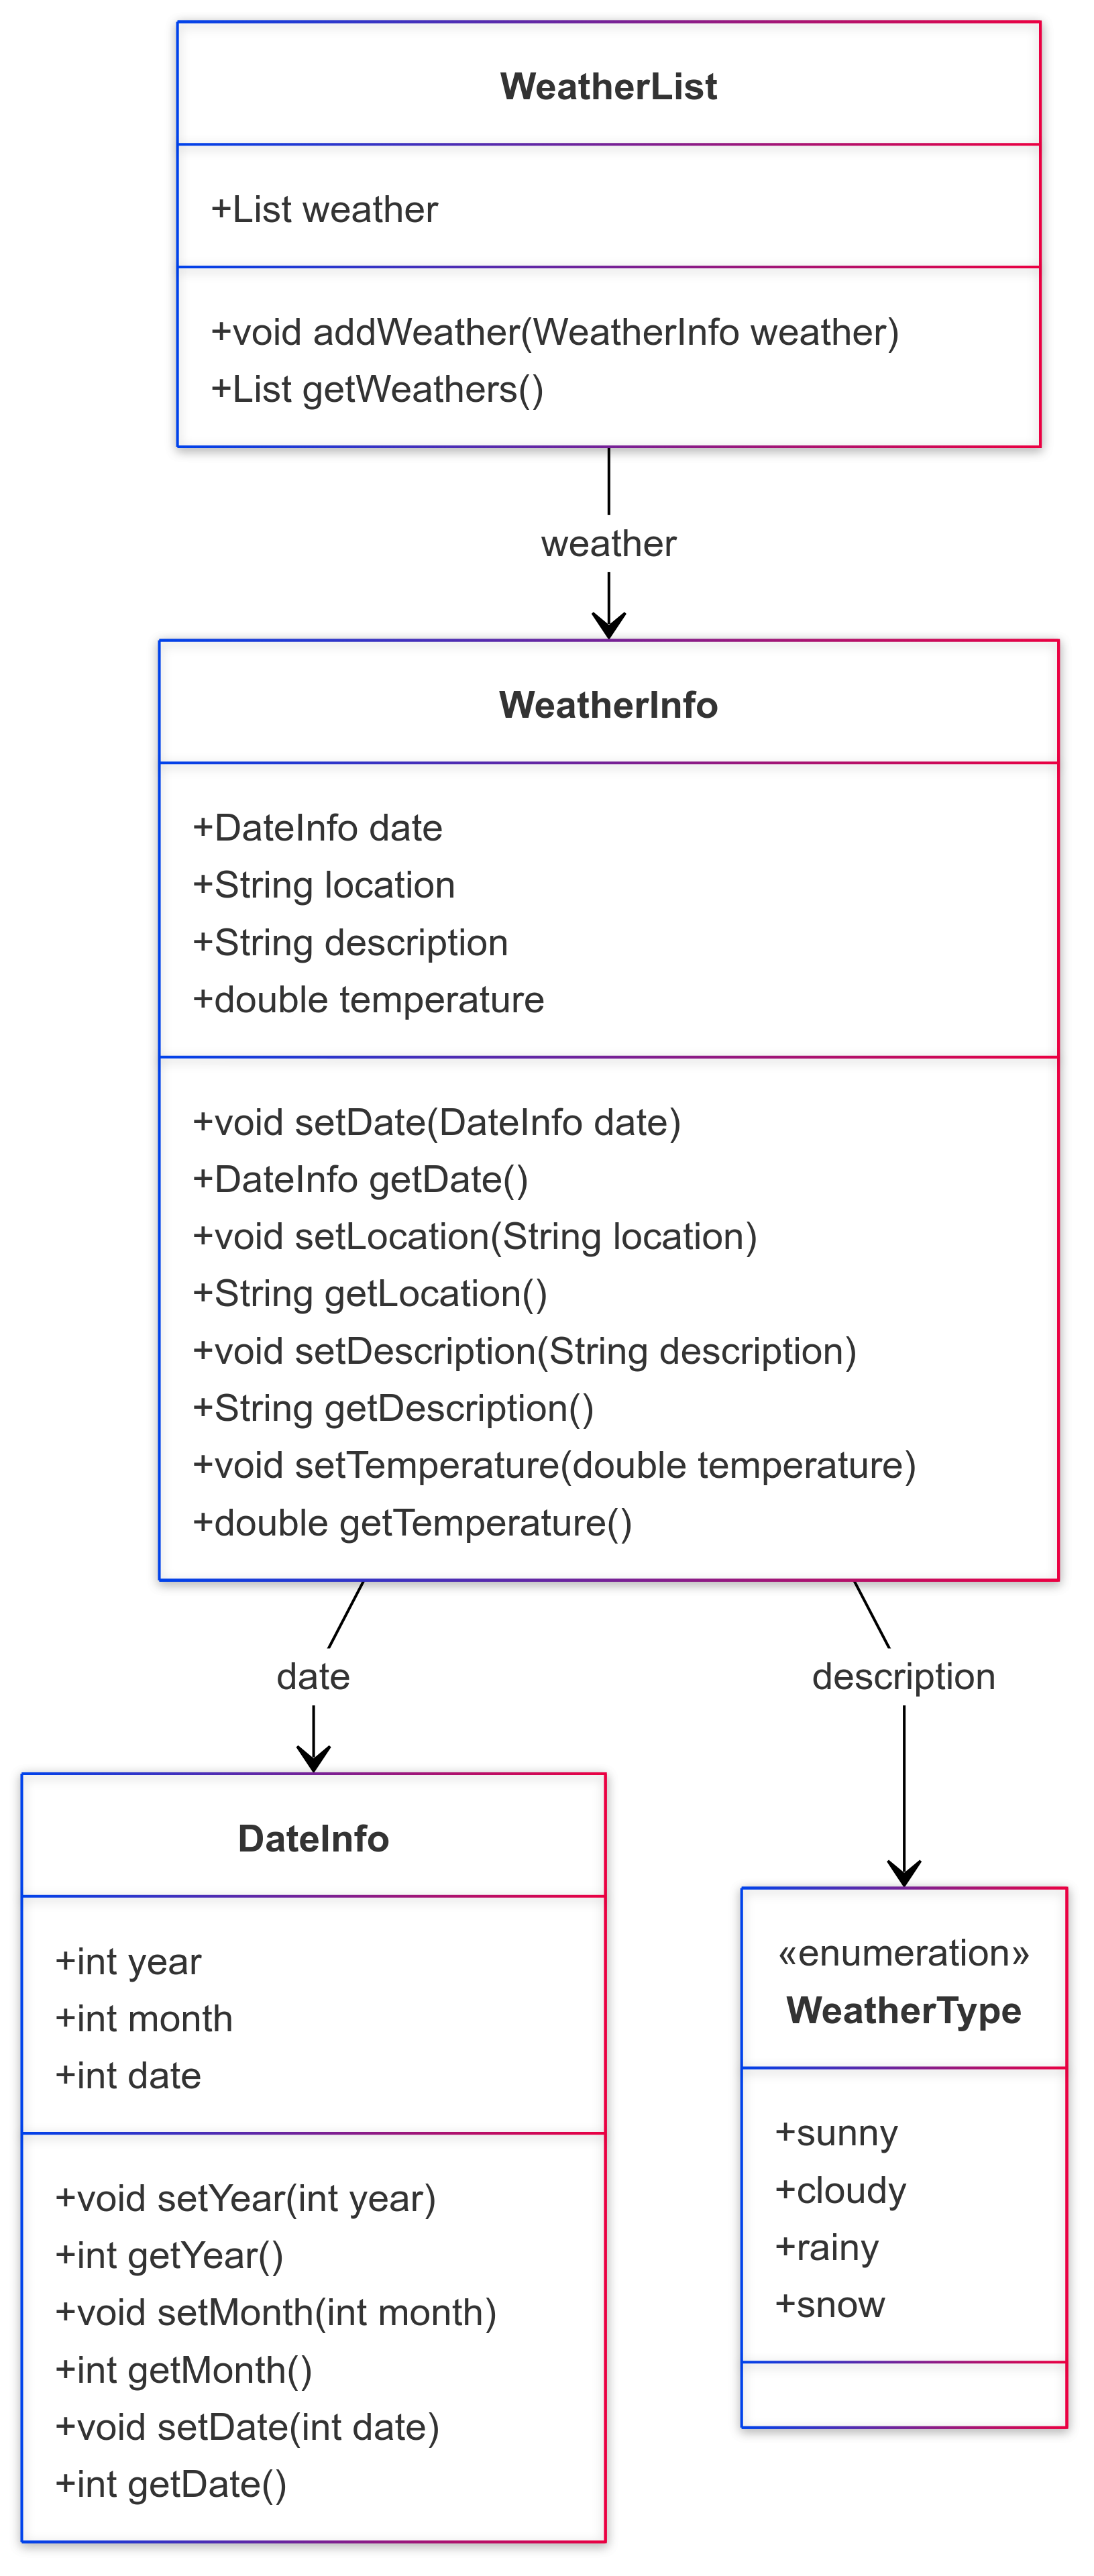 WeatherList
+List weather
+void addWeather(WeatherInfo weather)
+List getWeathers()
weather
WeatherInfo
+DateInfo date
+String location
+String description
+double temperature
+void setDate(DateInfo date)
+DateInfo getDate()
+void setLocation(String location)
+String getLocation()
+void setDescription(String description)
+String getDescription()
+void setTemperature(double temperature)
+double getTemperature()
date
description
DateInfo
+int year
+int month
+int date
+void setYear(int year)
+int getYear()
+void setMonth(int month)
+int getMonth()
+void setDate(int date)
+int getDate()
«enumeration»
WeatherType
+sunny
+cloudy
+rainy
+snow